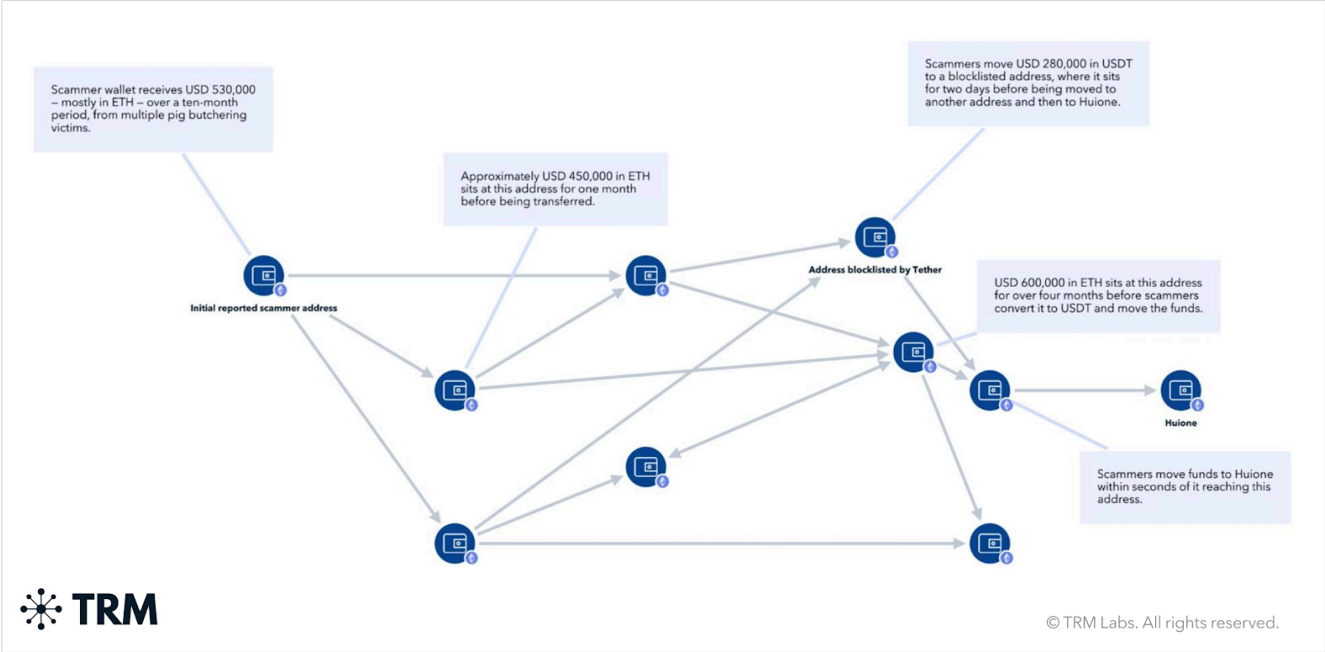 Scammer wallet receives USD 530,000
– mostly in ETH – over a ten-month
period, from multiple pig butchering
victims.
Scammers move USD 280,000 in USDT
to a blocklisted address, where it sits
for two days before being moved to
another address and then to Huione.
Approximately USD 450,000 in ETH
sits at this address for one month
before being transferred.
Address blocklisted by Tether
USD 600,000 in ETH sits at this address
for over four months before scammers
convert it to USDT and move the funds.
Initial reported scammer address
Huione
Scammers move funds to Huione
within seconds of it reaching this
address.
TRM
© TRM Labs. All rights reserved.